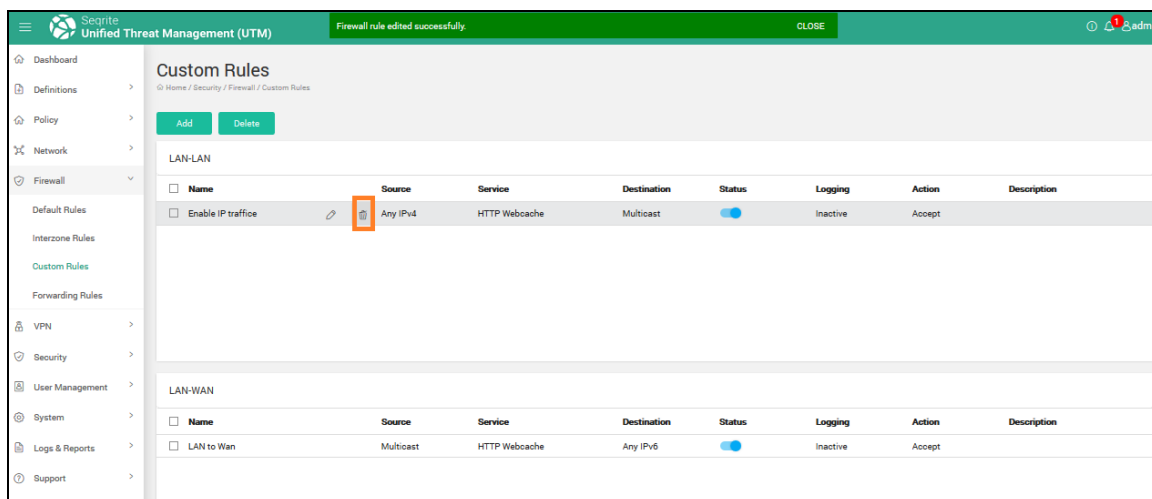 Seqrite
Unified Threat Management (UTM)
Firewall rule edited successfully.
CLOSE
1
adm
Dashboard
Definitions
Policy
Network
Firewall
Default Rules
Interzone Rules
Custom Rules
Forwarding Rules
VPN
Security
User Management
System
Logs & Reports
Support
Custom Rules
Home / Security / Firewall / Custom Rules
Add Delete
LAN-LAN
Name Source Service Destination Status Logging Action Description
Enable IP traffice Any IPv4 HTTP Webcache Multicast Inactive Accept
LAN-WAN
Name Source Service Destination Status Logging Action Description
LAN to Wan Multicast HTTP Webcache Any IPv6 Inactive Accept